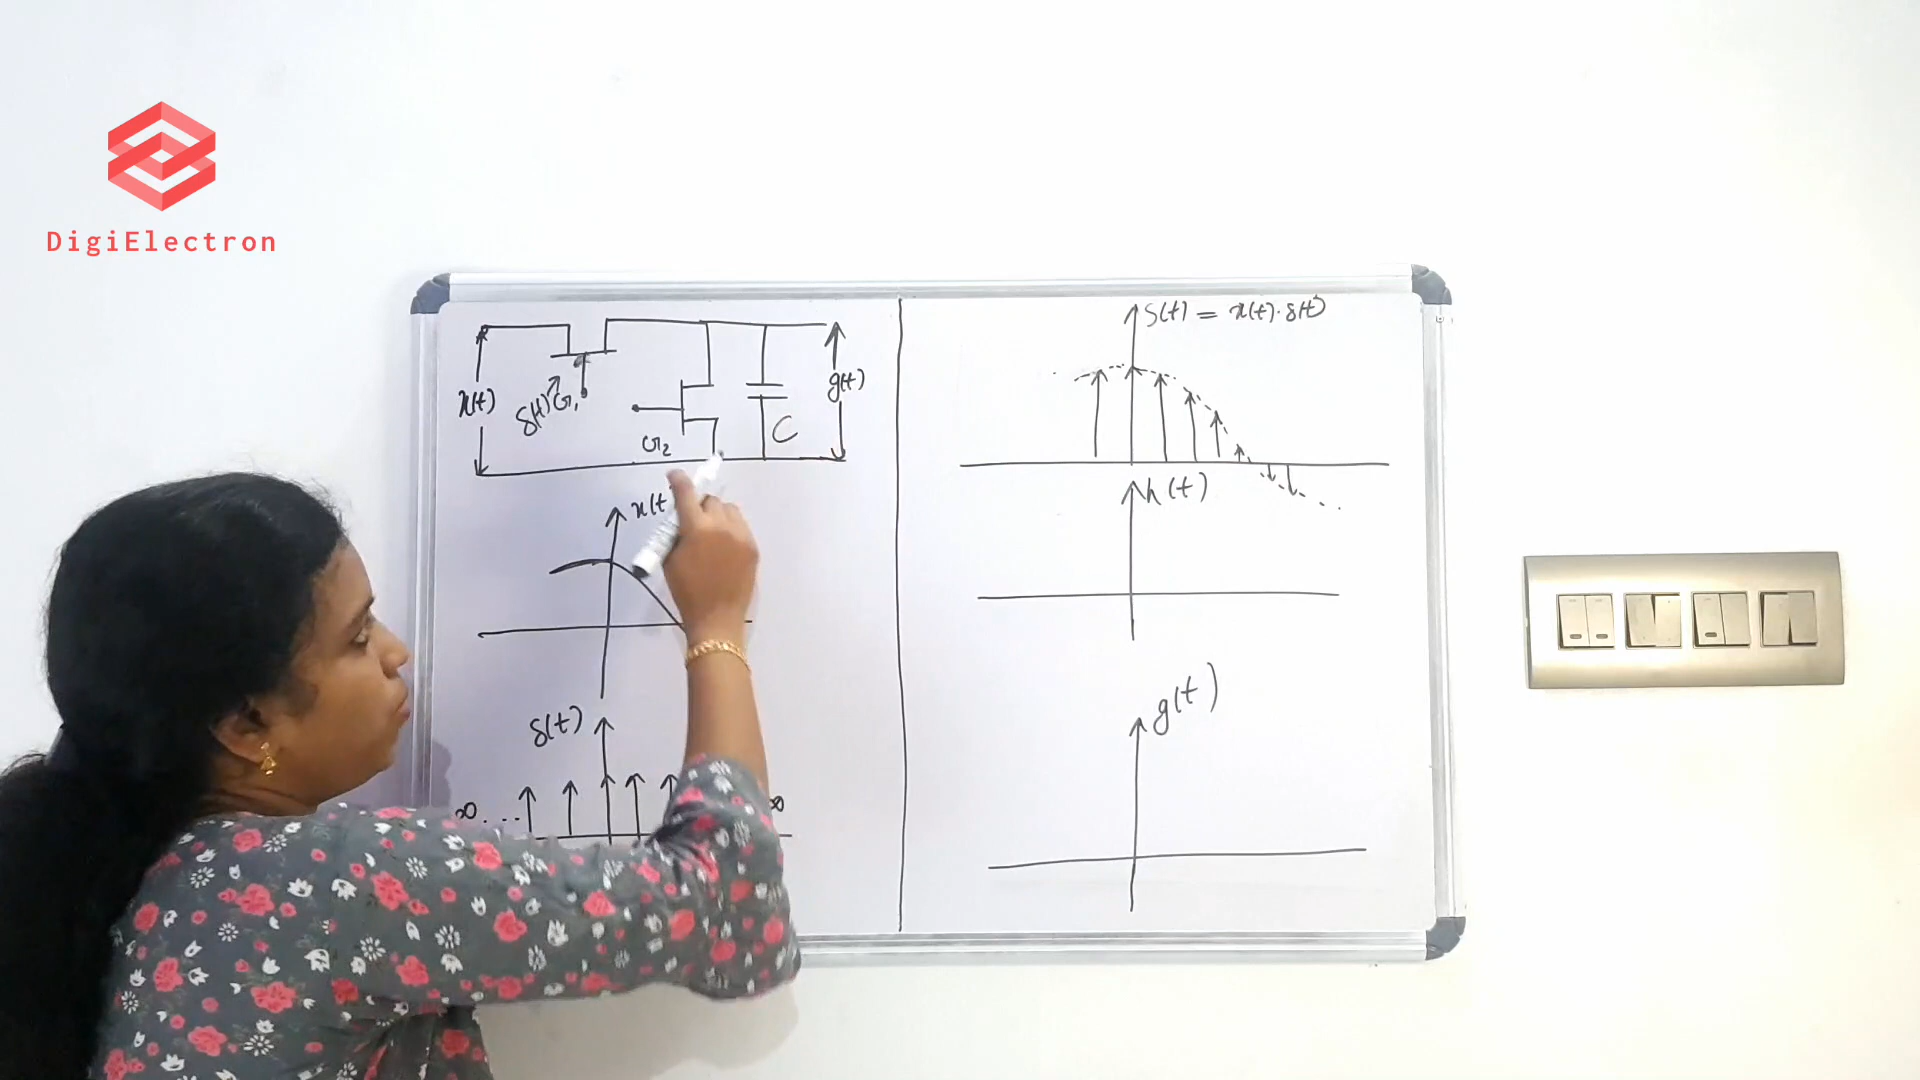 DigiElectron
x(t)
δ(t)
G₁
G₂
C
g(t)
x(t
δ(t)
∞...
∞
s(t) = x(t)·δ(t)
h(t)
g(t)